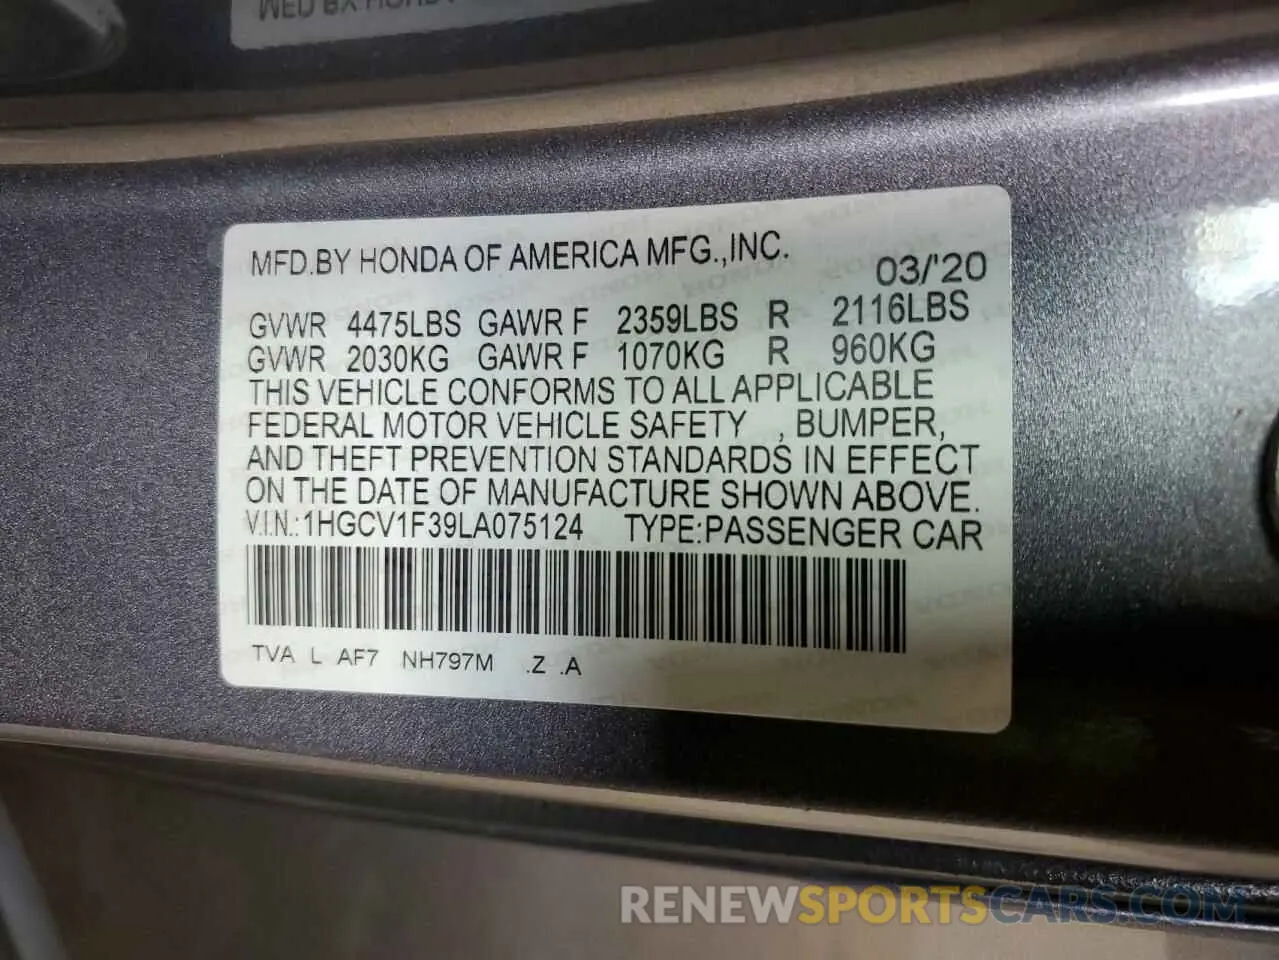 MFD.BY HONDA OF AMERICA MFG.,INC.
03/'20
GVWR 4475LBS GAWR F 2359LBS R 2116LBS
GVWR 2030KG GAWR F 1070KG R 960KG
THIS VEHICLE CONFORMS TO ALL APPLICABLE
FEDERAL MOTOR VEHICLE SAFETY , BUMPER,
AND THEFT PREVENTION STANDARDS IN EFFECT
ON THE DATE OF MANUFACTURE SHOWN ABOVE.
V.I.N.:1HGCV1F39LA075124 TYPE:PASSENGER CAR
TVA L AF7 NH797M .Z .A
RENEWSPORTSCARS.COM